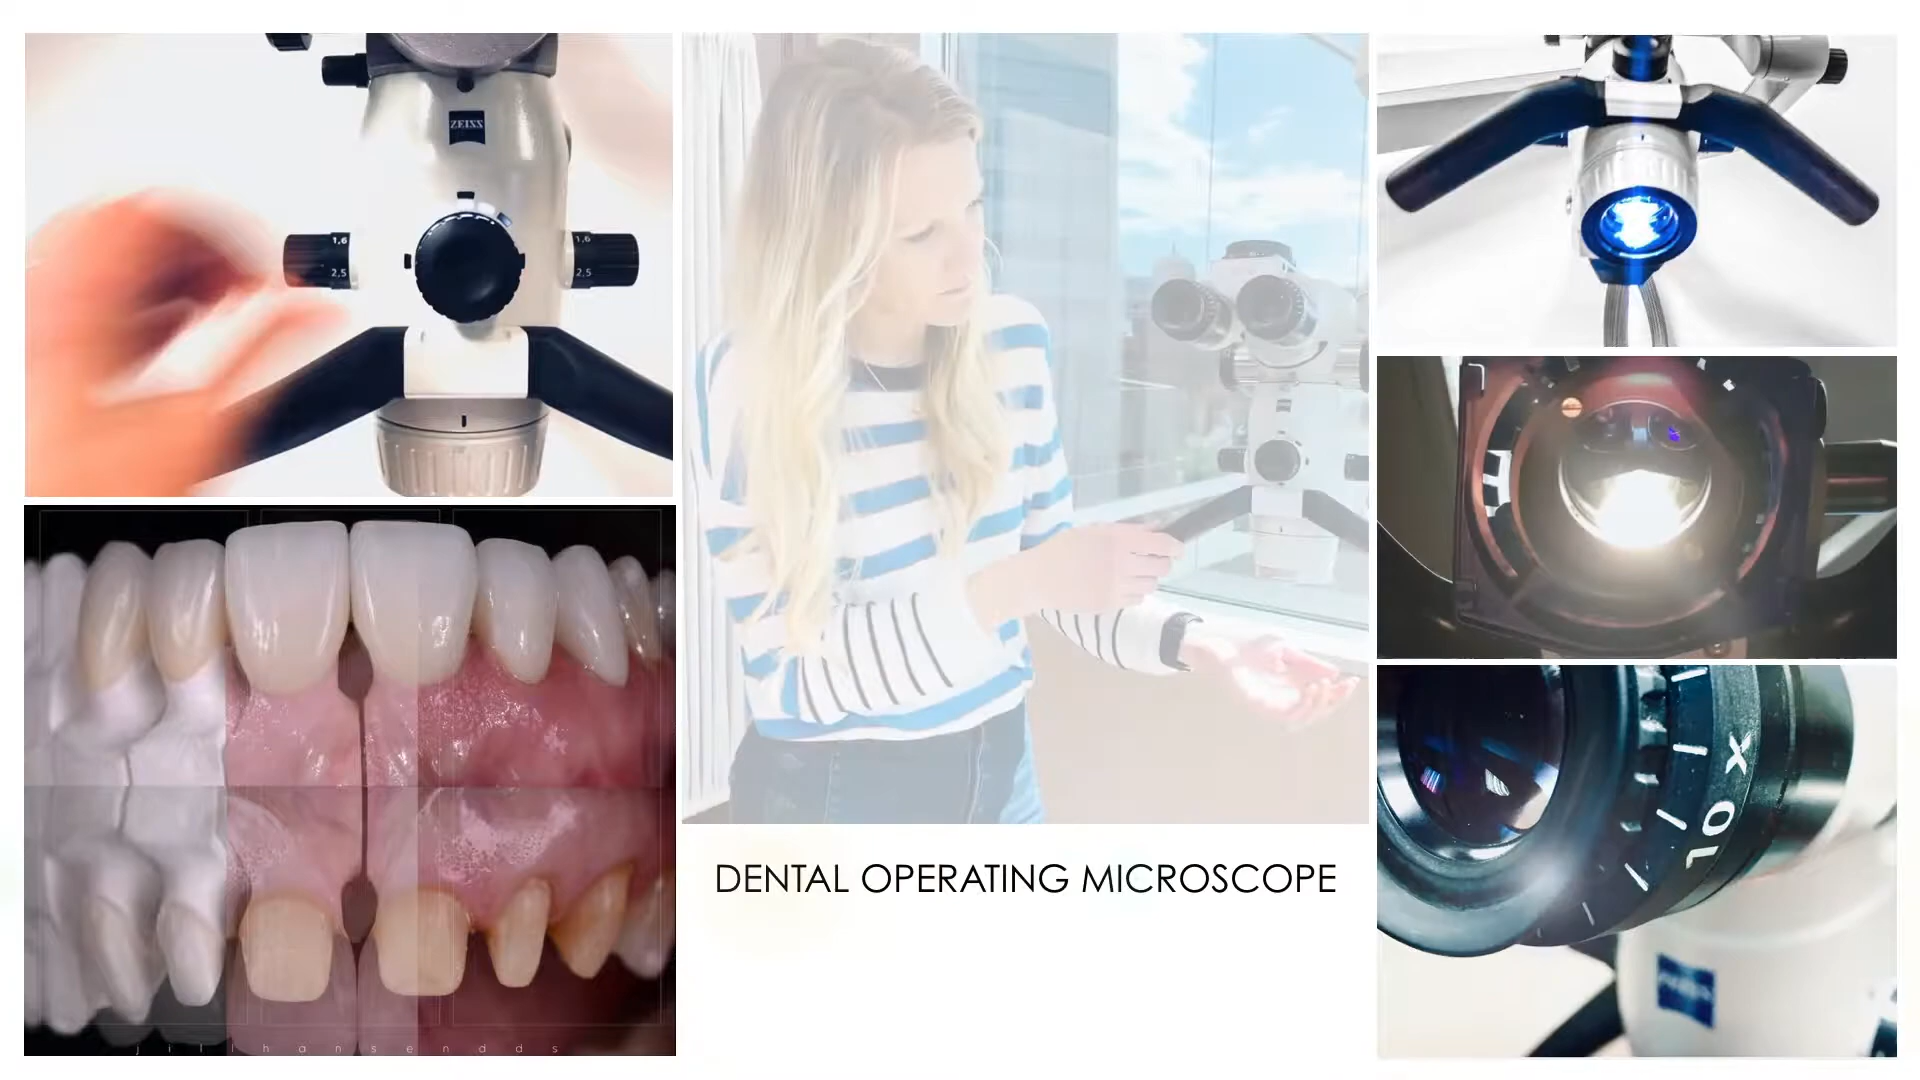 ZEISS
1,6
2,5
1,6
2,5
DENTAL OPERATING MICROSCOPE
10 x
jillhansendds